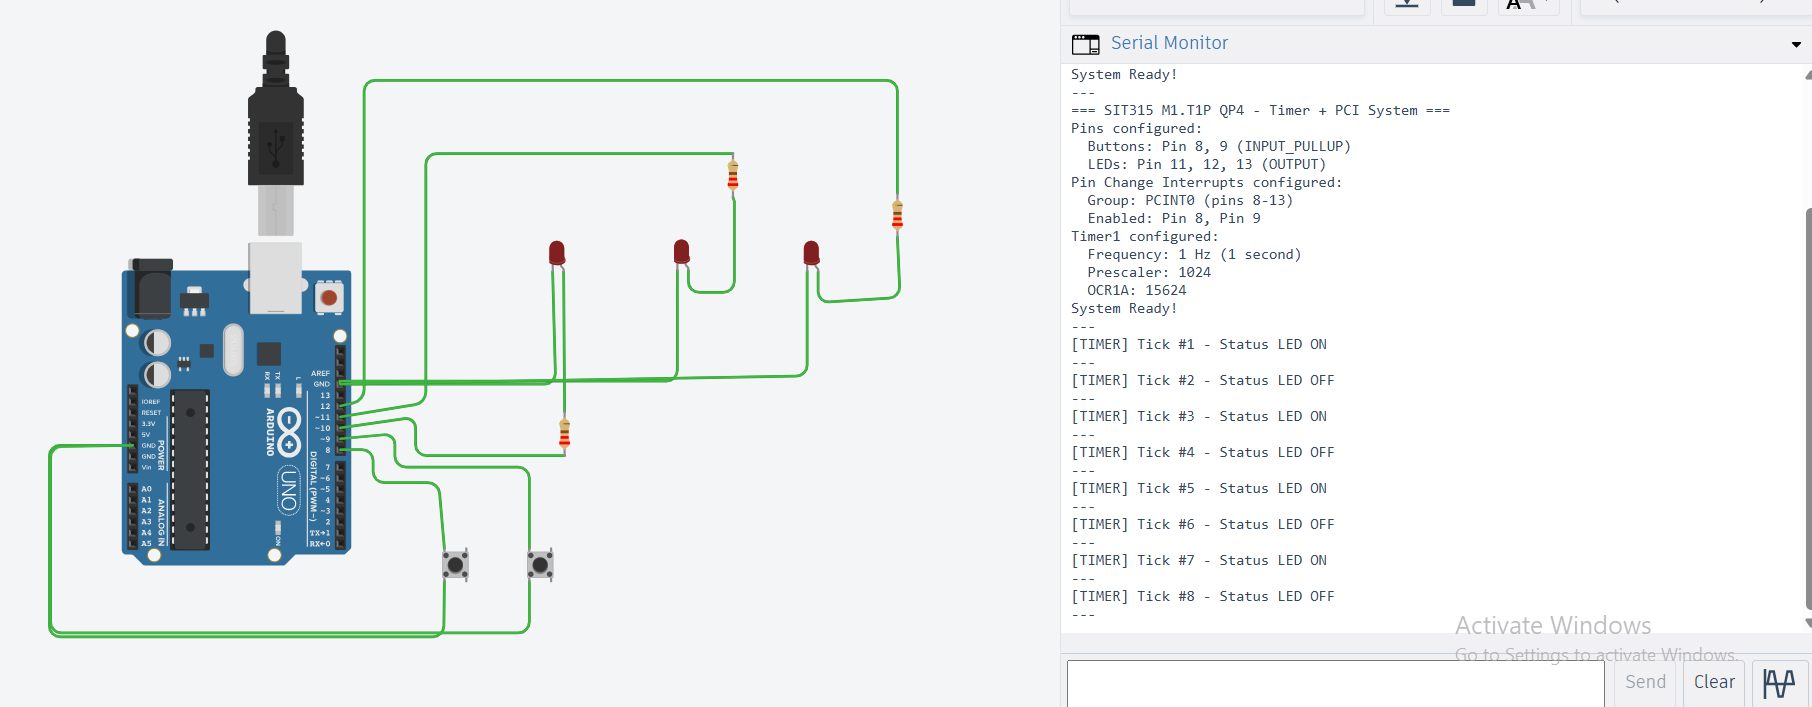 AREF
GND
13
12
~11
~10
~9
8
7
~6
~5
4
~3
2
TX→1
RX←0
DIGITAL (PWM~)
IOREF
RESET
3.3V
5V
GND
GND
Vin
POWER
A0
A1
A2
A3
A4
A5
ANALOG IN
RX
TX
L
ARDUINO
UNO
ON
Serial Monitor
System Ready!
---
=== SIT315 M1.T1P QP4 - Timer + PCI System ===
Pins configured:
Buttons: Pin 8, 9 (INPUT_PULLUP)
LEDs: Pin 11, 12, 13 (OUTPUT)
Pin Change Interrupts configured:
Group: PCINT0 (pins 8-13)
Enabled: Pin 8, Pin 9
Timer1 configured:
Frequency: 1 Hz (1 second)
Prescaler: 1024
OCR1A: 15624
System Ready!
---
[TIMER] Tick #1 - Status LED ON
---
[TIMER] Tick #2 - Status LED OFF
---
[TIMER] Tick #3 - Status LED ON
---
[TIMER] Tick #4 - Status LED OFF
---
[TIMER] Tick #5 - Status LED ON
---
[TIMER] Tick #6 - Status LED OFF
---
[TIMER] Tick #7 - Status LED ON
---
[TIMER] Tick #8 - Status LED OFF
---
Activate Windows
Go to Settings to activate Windows.
Send
Clear